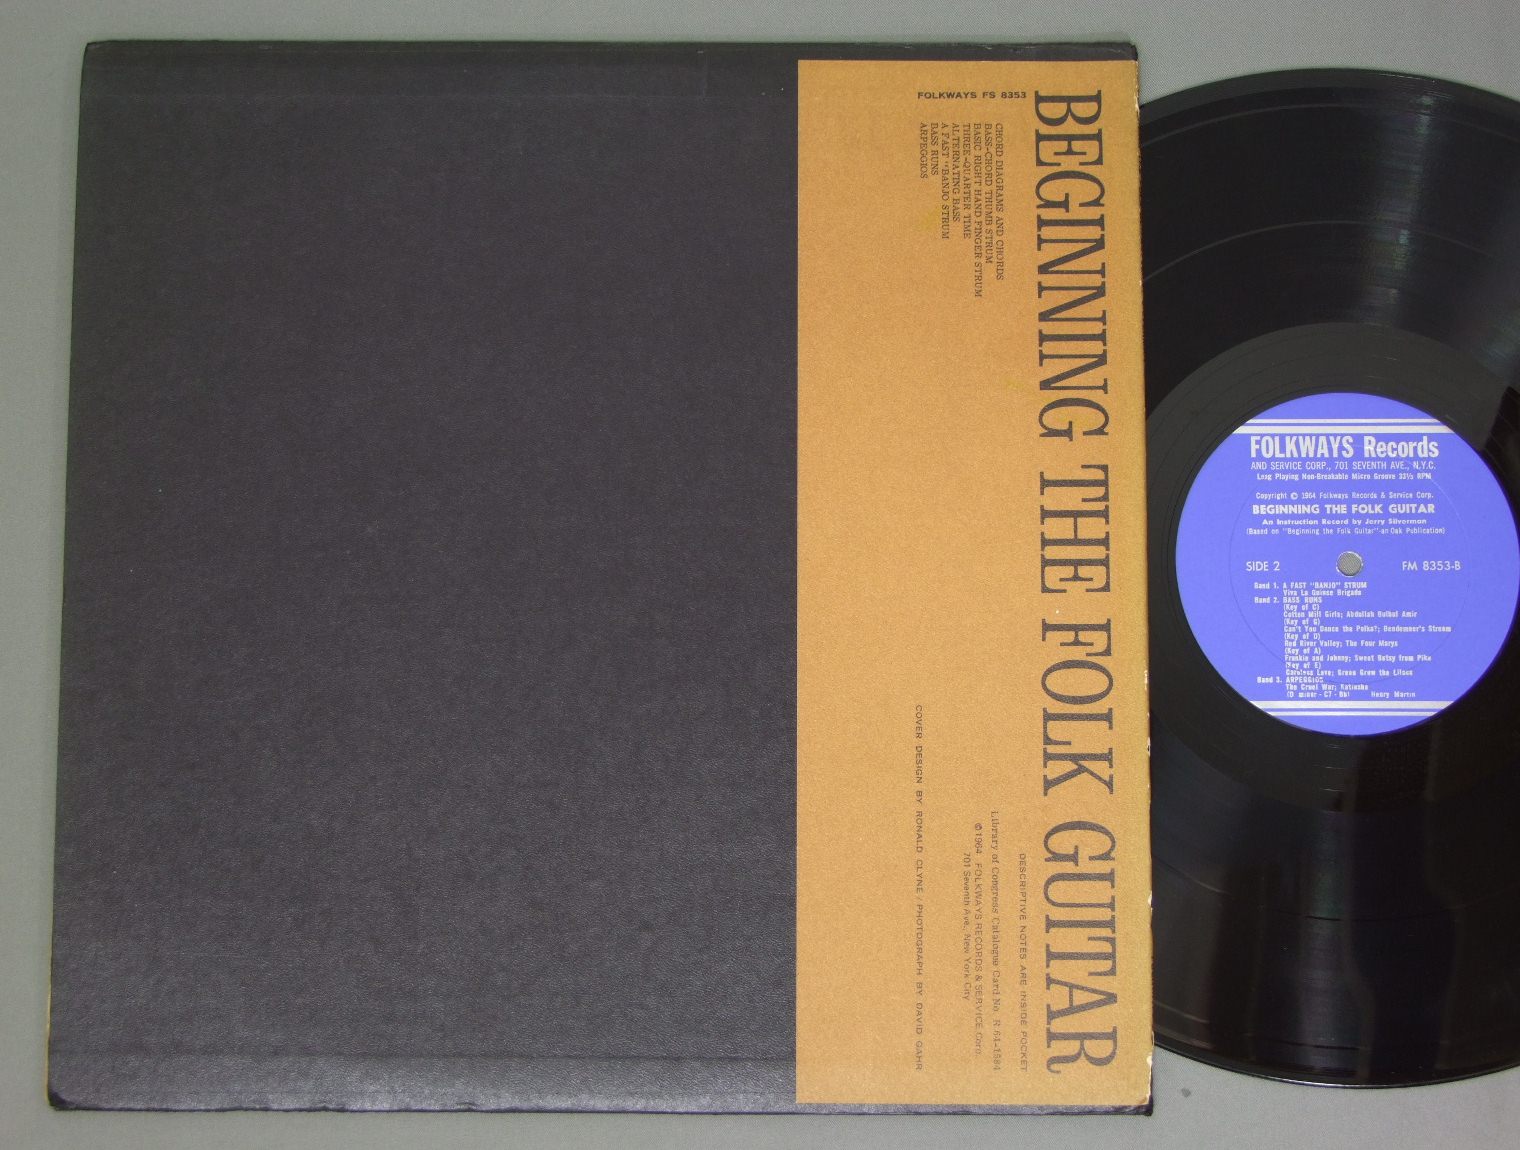 BEGINNING THE FOLK GUITAR
FOLKWAYS FS 8353
CHORD DIAGRAMS AND CHORDS
BASS-CHORD THUMB STRUM
BASIC RIGHT HAND FINGER STRUM
THREE-QUARTER TIME
ALTERNATING BASS
A FAST "BANJO STRUM
BASS RUNS
ARPEGGIOS
DESCRIPTIVE NOTES ARE INSIDE POCKET
Library of Congress Catalogue Card No. R 64-1584
©1964 FOLKWAYS RECORDS & SERVICE Corp.
701 Seventh Ave., New York City
COVER DESIGN BY RONALD CLYNE / PHOTOGRAPH BY DAVID GAHR
FOLKWAYS Records
AND SERVICE CORP., 701 SEVENTH AVE., N.Y.C.
Long Playing Non-Breakable Micro Groove 33⅓ RPM
Copyright © 1964 Folkways Records & Service Corp.
BEGINNING THE FOLK GUITAR
An Instruction Record by Jerry Silverman
(Based on "Beginning the Folk Guitar"-an Oak Publication)
SIDE 2 FM 8353-B
Band 1. A FAST "BANJO" STRUM
Viva La Quince Brigada
Band 2. BASS RUNS
(Key of C)
Cotton Mill Girls; Abdullah Bulbul Amir
(Key of G)
Can't You Dance the Polka?; Bendemeer's Stream
(Key of D)
Red River Valley; The Four Marys
(Key of A)
Frankie and Johnny; Sweet Betsy from Pike
(Key of E)
Careless Love; Green Grow the Lilacs
Band 3. ARPEGGIOS
The Cruel War; Katiusha
(D minor - C7 - Bb) Henry Martin